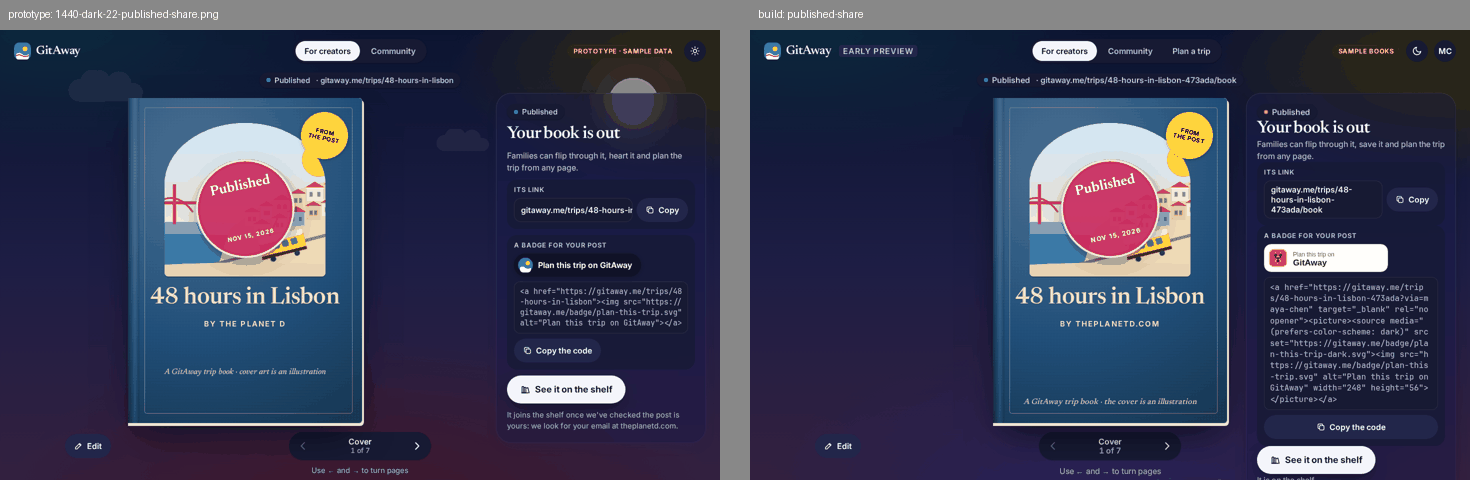 prototype: 1440-dark-22-published-share.png
GitAway
For creators
Community
PROTOTYPE · SAMPLE DATA
Published · gitaway.me/trips/48-hours-in-lisbon
FROM
THE POST
Published
NOV 15, 2026
48 hours in Lisbon
BY THE PLANET D
A GitAway trip book · cover art is an illustration
Edit
Cover
1 of 7
Use ← and → to turn pages
Published
Your book is out
Families can flip through it, heart it and plan the
trip from any page.
ITS LINK
gitaway.me/trips/48-hours-ir
Copy
A BADGE FOR YOUR POST
Plan this trip on GitAway
<a href="https://gitaway.me/trips/48
-hours-in-lisbon"><img src="https://
gitaway.me/badge/plan-this-trip.svg"
alt="Plan this trip on GitAway"></a>
Copy the code
See it on the shelf
It joins the shelf once we've checked the post is
yours: we look for your email at theplanetd.com.
build: published-share
GitAway
EARLY PREVIEW
For creators
Community
Plan a trip
SAMPLE BOOKS
MC
Published · gitaway.me/trips/48-hours-in-lisbon-473ada/book
FROM
THE POST
Published
NOV 15, 2026
48 hours in Lisbon
BY THEPLANETD.COM
A GitAway trip book · the cover is an illustration
Edit
Cover
1 of 7
Use ← and → to turn pages
Published
Your book is out
Families can flip through it, save it and plan the trip
from any page.
ITS LINK
gitaway.me/trips/48-
hours-in-lisbon-
473ada/book
Copy
A BADGE FOR YOUR POST
Plan this trip on
GitAway
<a href="https://gitaway.me/trip
s/48-hours-in-lisbon-473ada?via=m
aya-chen" target="_blank" rel="no
opener"><picture><source media="
(prefers-color-scheme: dark)" src
set="https://gitaway.me/badge/pla
n-this-trip-dark.svg"><img src="h
ttps://gitaway.me/badge/plan-this
-trip.svg" alt="Plan this trip on
GitAway" width="248" height="56">
</picture></a>
Copy the code
See it on the shelf